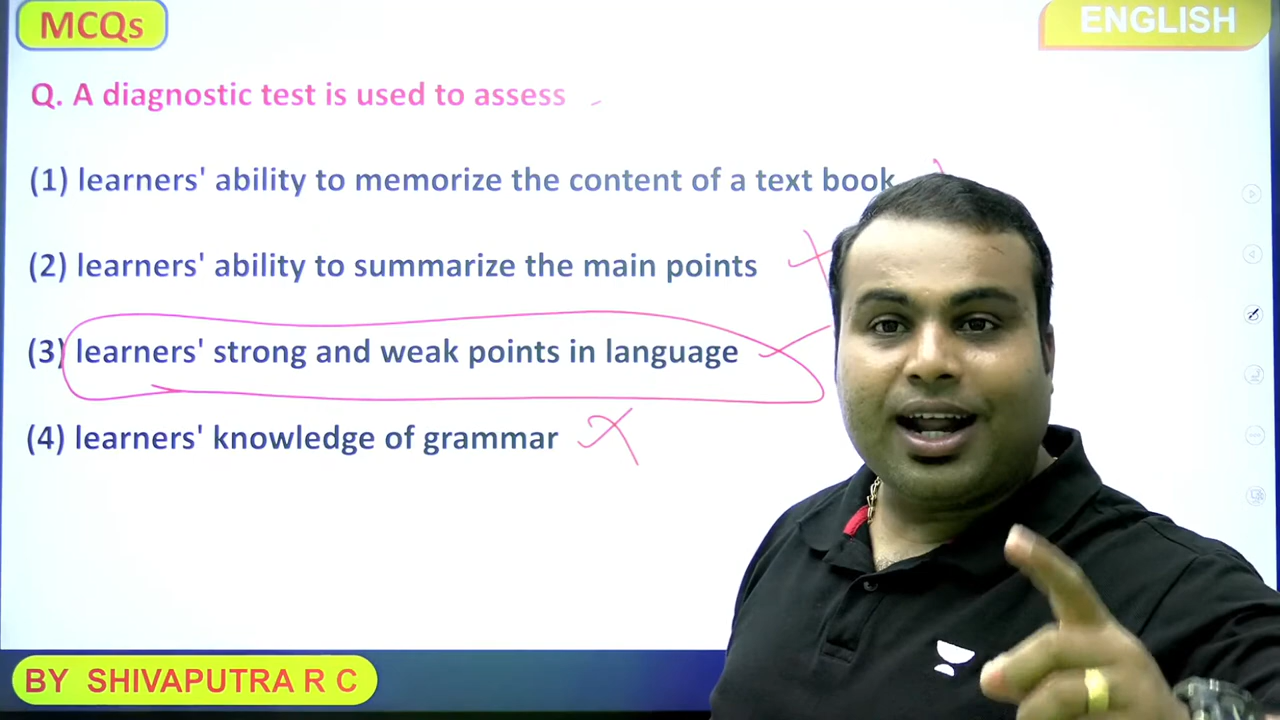 MCQs
ENGLISH
Q. A diagnostic test is used to assess
(1) learners' ability to memorize the content of a text book
(2) learners' ability to summarize the main points
(3) learners' strong and weak points in language
(4) learners' knowledge of grammar
BY SHIVAPUTRA R C